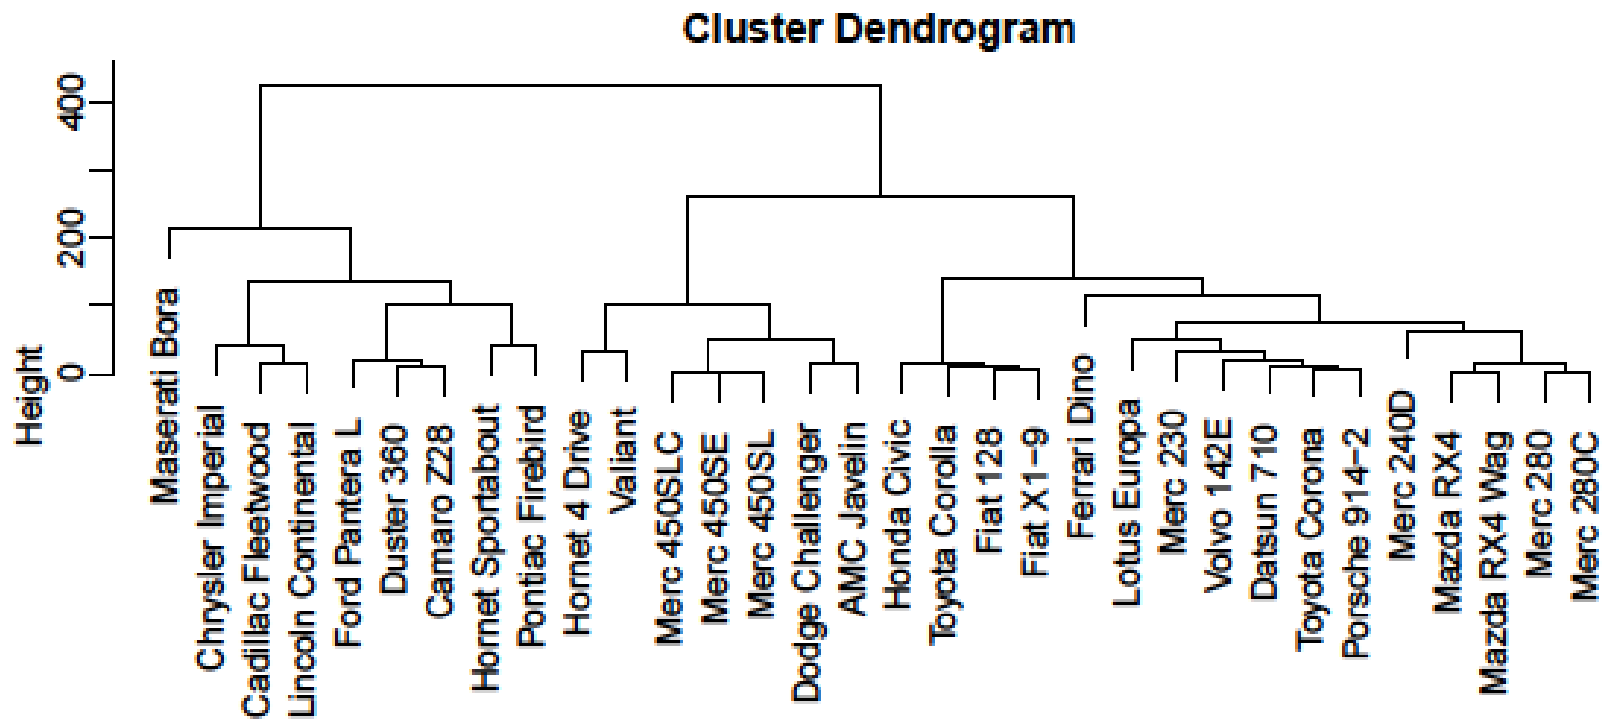 Cluster Dendrogram
Height
400
200
0
Maserati Bora
Chrysler Imperial
Cadillac Fleetwood
Lincoln Continental
Ford Pantera L
Duster 360
Camaro Z28
Hornet Sportabout
Pontiac Firebird
Hornet 4 Drive
Valiant
Merc 450SLC
Merc 450SE
Merc 450SL
Dodge Challenger
AMC Javelin
Honda Civic
Toyota Corolla
Fiat 128
Fiat X1-9
Ferrari Dino
Lotus Europa
Merc 230
Volvo 142E
Datsun 710
Toyota Corona
Porsche 914-2
Merc 240D
Mazda RX4
Mazda RX4 Wag
Merc 280
Merc 280C